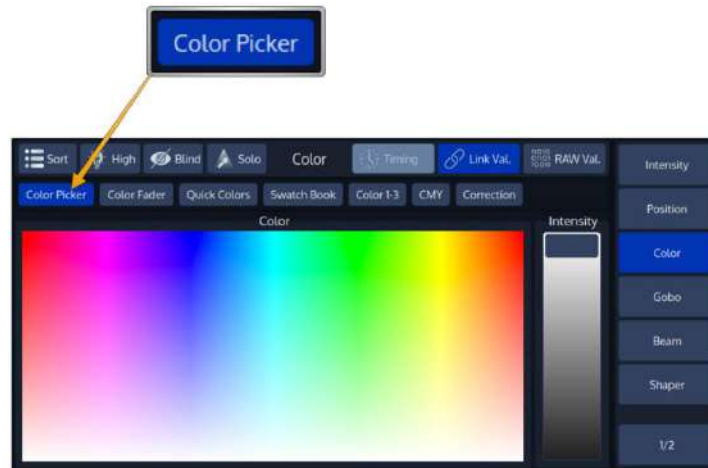 Color Picker
Sort High Blind Solo Color Timing Link Val. RAW Val.
Color Picker Color Fader Quick Colors Swatch Book Color 1-3 CMY Correction
Color Intensity
Intensity
Position
Color
Gobo
Beam
Shaper
1/2